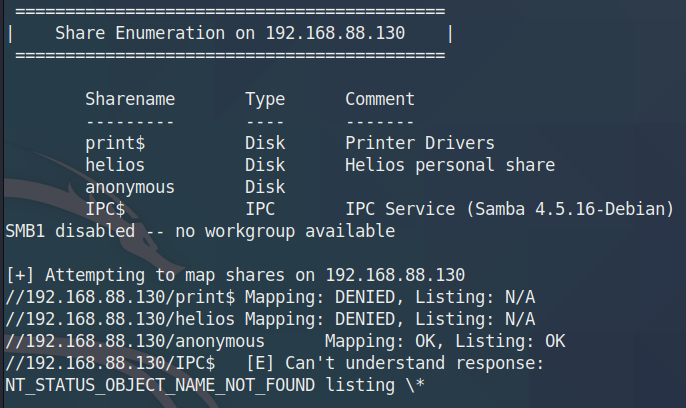 ===========================================
|    Share Enumeration on 192.168.88.130    |
===========================================
Sharename       Type      Comment
---------       ----      -------
print$          Disk      Printer Drivers
helios          Disk      Helios personal share
anonymous       Disk
IPC$            IPC       IPC Service (Samba 4.5.16-Debian)
SMB1 disabled -- no workgroup available
[+] Attempting to map shares on 192.168.88.130
//192.168.88.130/print$ Mapping: DENIED, Listing: N/A
//192.168.88.130/helios Mapping: DENIED, Listing: N/A
//192.168.88.130/anonymous      Mapping: OK, Listing: OK
//192.168.88.130/IPC$   [E] Can't understand response:
NT_STATUS_OBJECT_NAME_NOT_FOUND listing \*